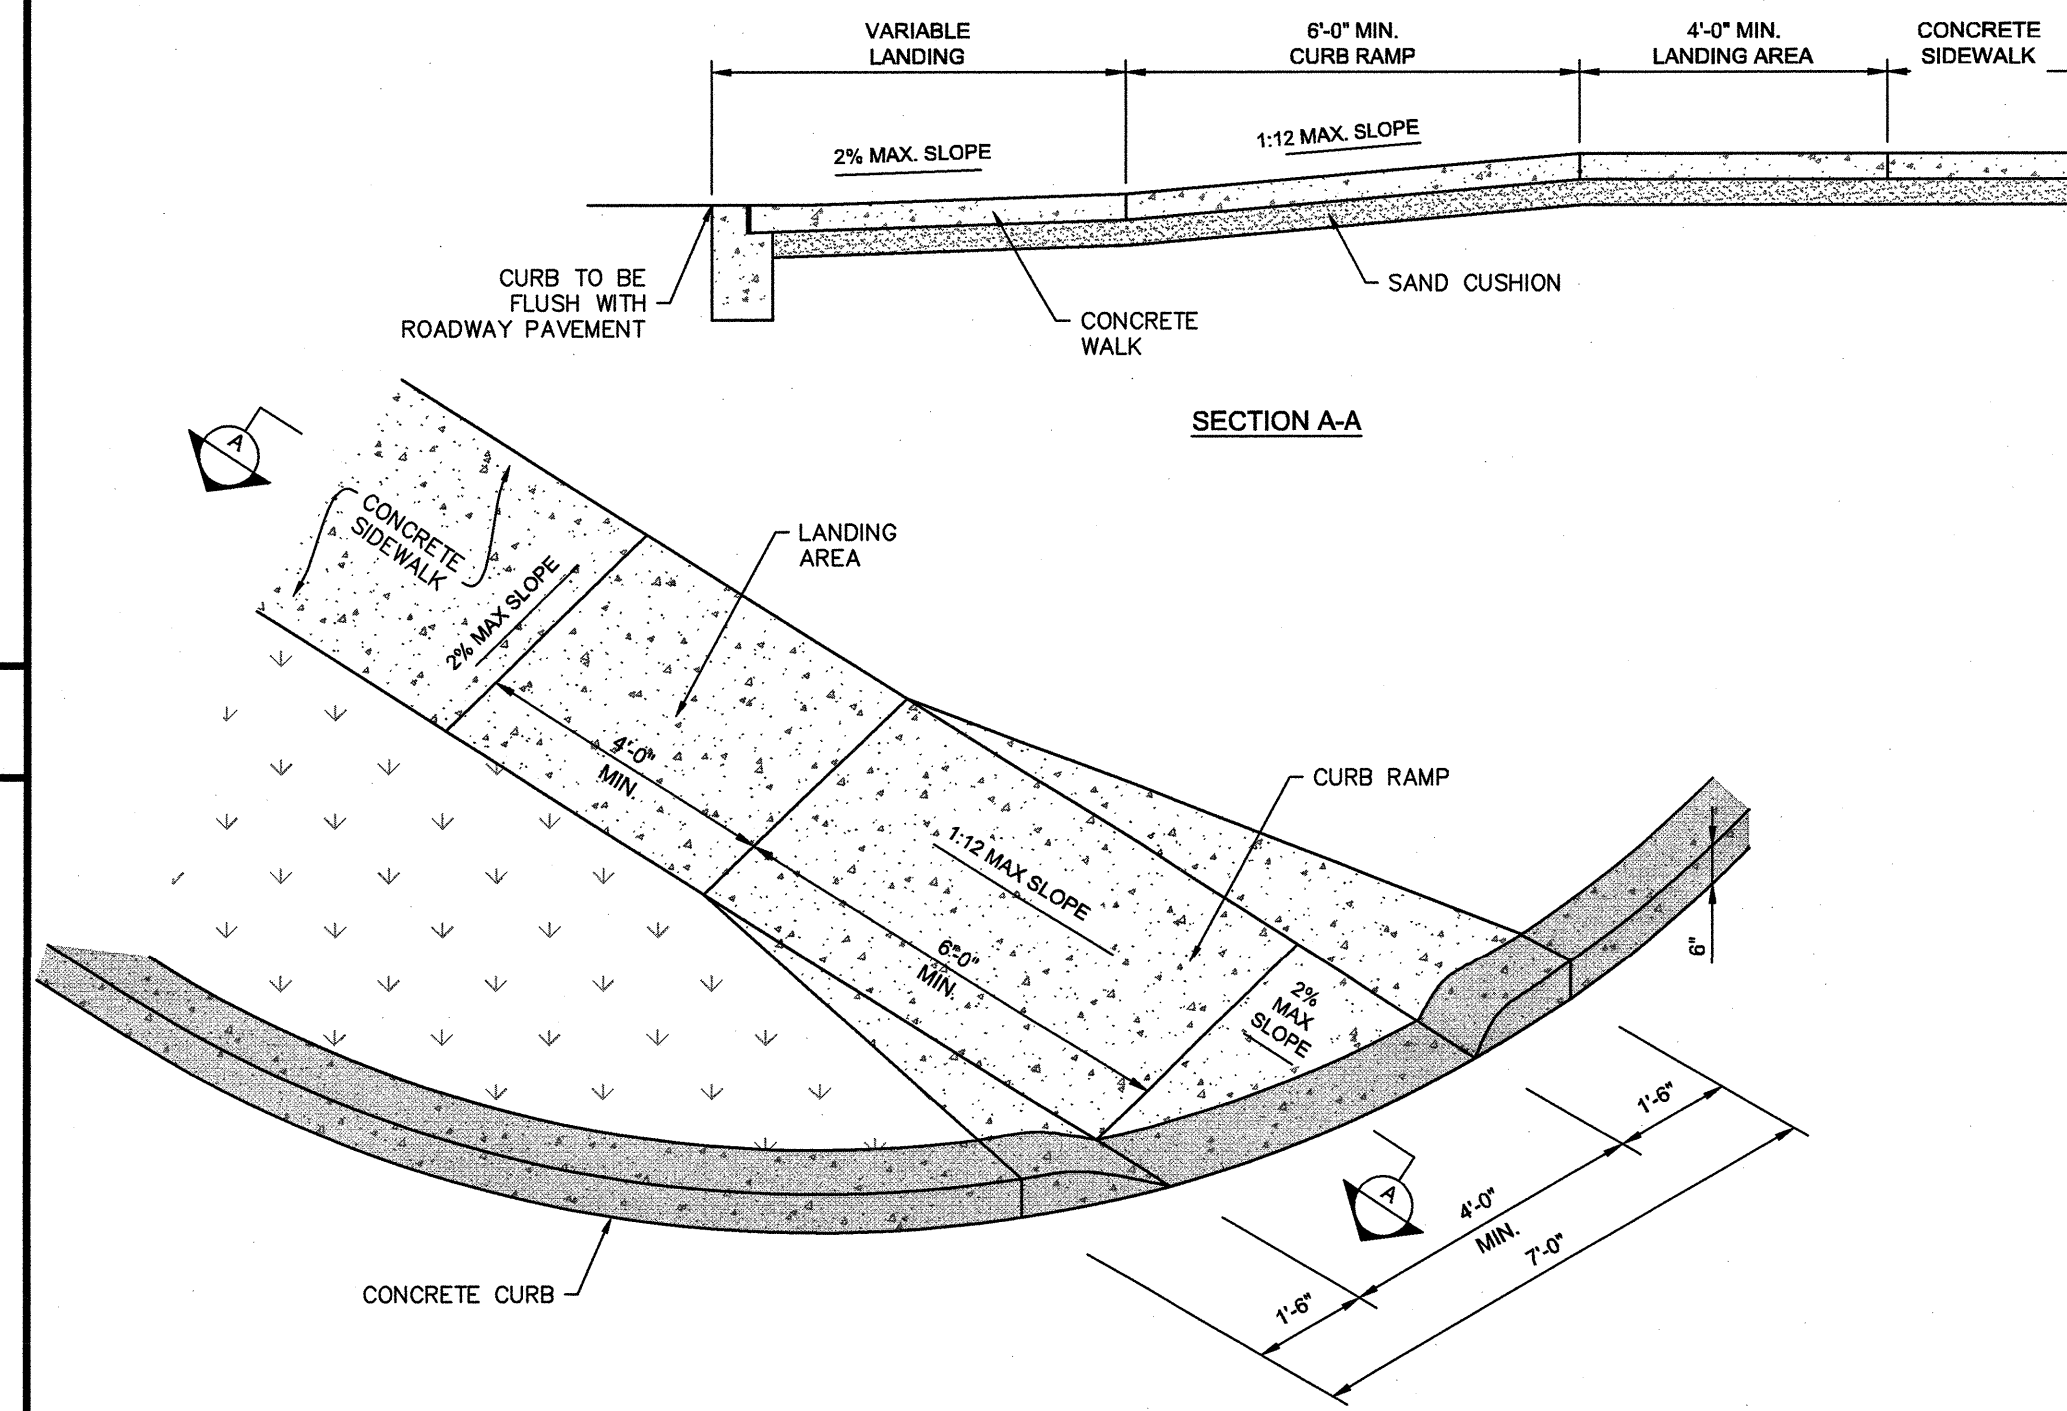 VARIABLE
LANDING
6'-0" MIN.
CURB RAMP
4'-0" MIN.
LANDING AREA
CONCRETE
SIDEWALK
2% MAX. SLOPE
1:12 MAX. SLOPE
CURB TO BE
FLUSH WITH
ROADWAY PAVEMENT
CONCRETE
WALK
SAND CUSHION
SECTION A-A
A
CONCRETE
SIDEWALK
2% MAX SLOPE
LANDING
AREA
4'-0"
MIN.
CURB RAMP
1:12 MAX SLOPE
6'-0"
MIN.
2%
MAX
SLOPE
6"
1'-6"
A
4'-0"
MIN.
7'-0"
1'-6"
CONCRETE CURB